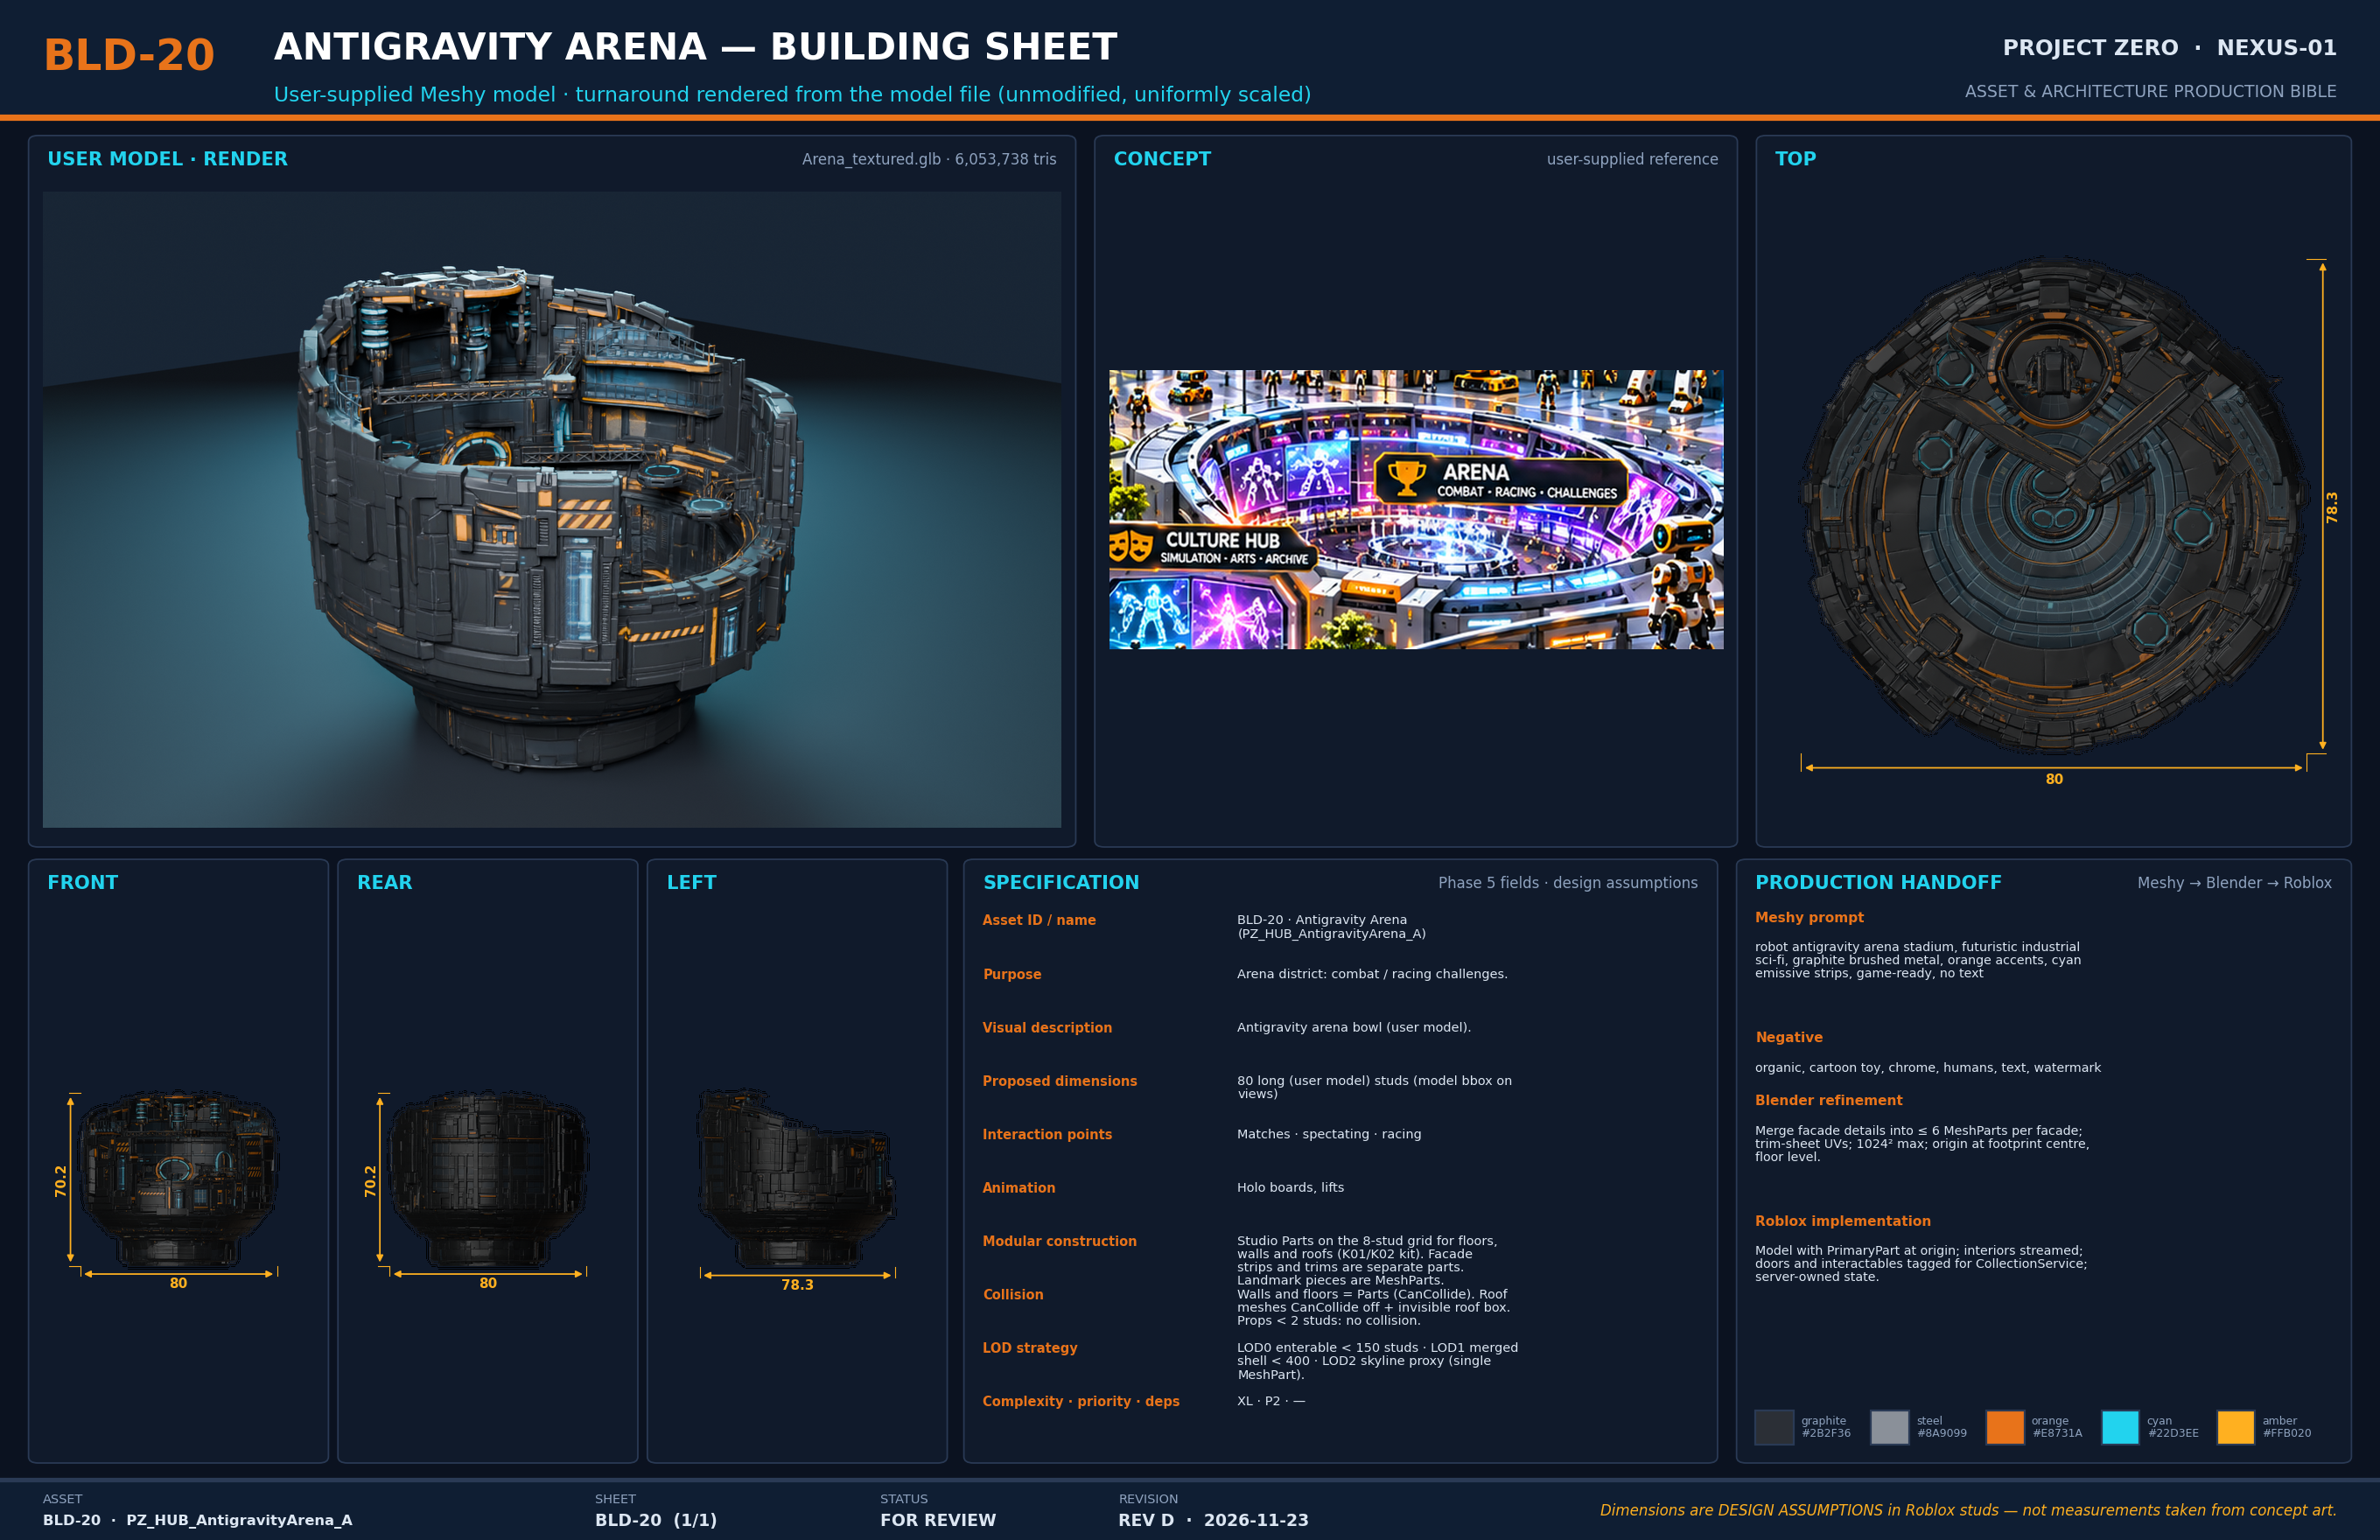 BLD-20
ANTIGRAVITY ARENA — BUILDING SHEET
User-supplied Meshy model · turnaround rendered from the model file (unmodified, uniformly scaled)
PROJECT ZERO · NEXUS-01
ASSET & ARCHITECTURE PRODUCTION BIBLE
USER MODEL · RENDER
Arena_textured.glb · 6,053,738 tris
CONCEPT
user-supplied reference
ARENA
COMBAT • RACING • CHALLENGES
CULTURE HUB
SIMULATION • ARTS • ARCHIVE
TOP
78.3
80
FRONT
70.2
80
REAR
70.2
80
LEFT
78.3
SPECIFICATION
Phase 5 fields · design assumptions
Asset ID / name
BLD-20 · Antigravity Arena
(PZ_HUB_AntigravityArena_A)
Purpose
Arena district: combat / racing challenges.
Visual description
Antigravity arena bowl (user model).
Proposed dimensions
80 long (user model) studs (model bbox on
views)
Interaction points
Matches · spectating · racing
Animation
Holo boards, lifts
Modular construction
Studio Parts on the 8-stud grid for floors,
walls and roofs (K01/K02 kit). Facade
strips and trims are separate parts.
Landmark pieces are MeshParts.
Collision
Walls and floors = Parts (CanCollide). Roof
meshes CanCollide off + invisible roof box.
Props < 2 studs: no collision.
LOD strategy
LOD0 enterable < 150 studs · LOD1 merged
shell < 400 · LOD2 skyline proxy (single
MeshPart).
Complexity · priority · deps
XL · P2 · —
PRODUCTION HANDOFF
Meshy → Blender → Roblox
Meshy prompt
robot antigravity arena stadium, futuristic industrial
sci-fi, graphite brushed metal, orange accents, cyan
emissive strips, game-ready, no text
Negative
organic, cartoon toy, chrome, humans, text, watermark
Blender refinement
Merge facade details into ≤ 6 MeshParts per facade;
trim-sheet UVs; 1024² max; origin at footprint centre,
floor level.
Roblox implementation
Model with PrimaryPart at origin; interiors streamed;
doors and interactables tagged for CollectionService;
server-owned state.
graphite
#2B2F36
steel
#8A9099
orange
#E8731A
cyan
#22D3EE
amber
#FFB020
ASSET
BLD-20 · PZ_HUB_AntigravityArena_A
SHEET
BLD-20 (1/1)
STATUS
FOR REVIEW
REVISION
REV D · 2026-11-23
Dimensions are DESIGN ASSUMPTIONS in Roblox studs — not measurements taken from concept art.